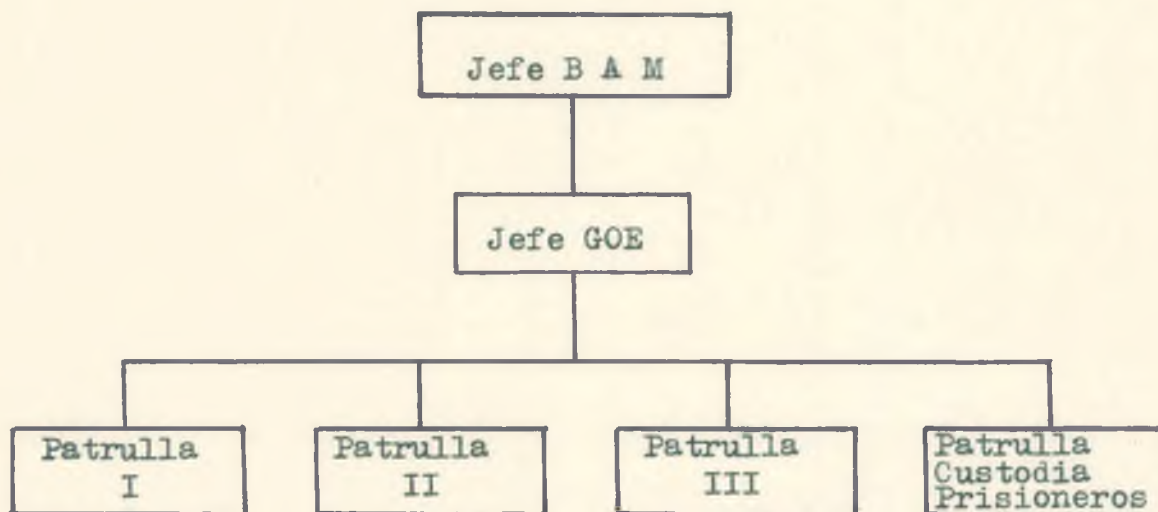 Jefe B A M
Jefe GOE
Patrulla
I
Patrulla
II
Patrulla
III
Patrulla
Custodia
Prisioneros